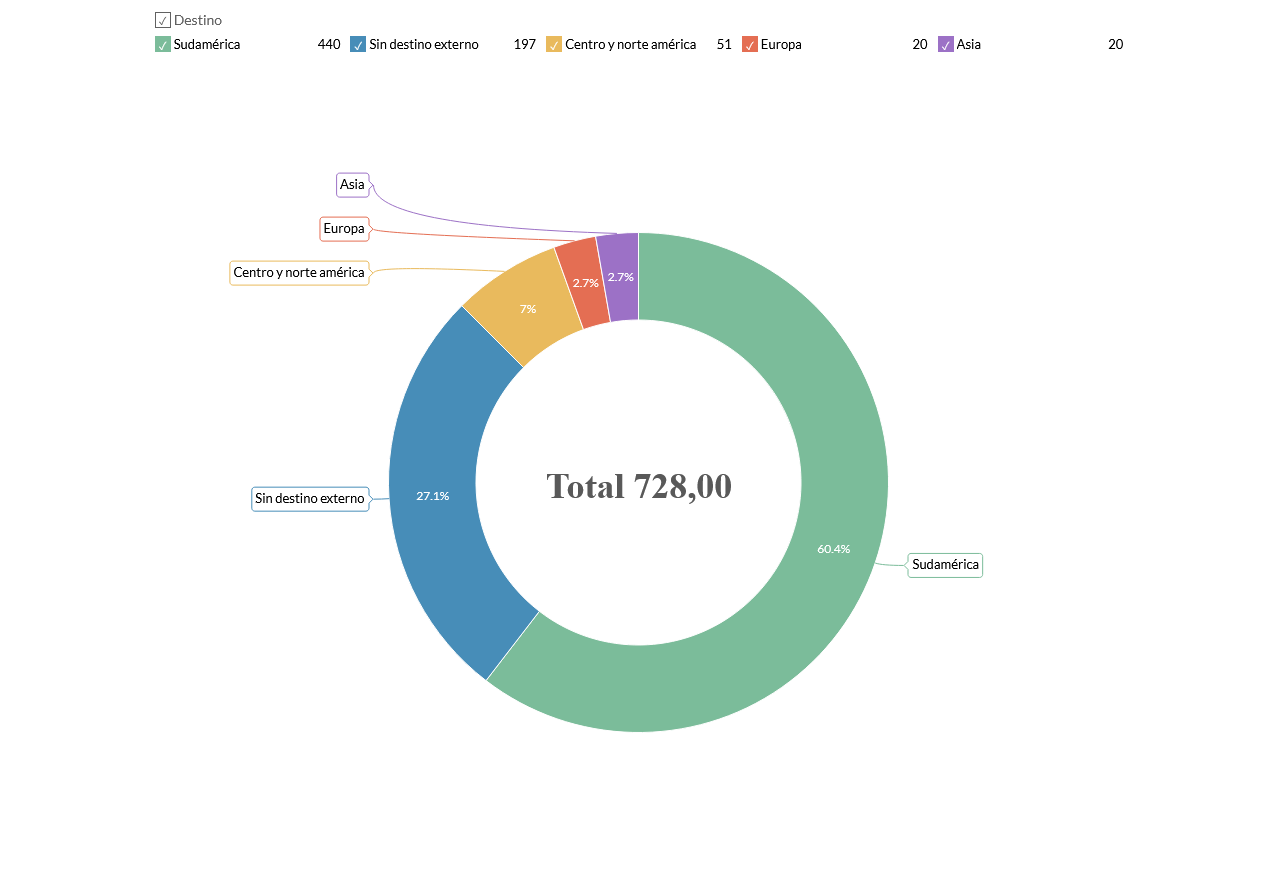 Destino
Sudamérica 440 Sin destino externo 197 Centro y norte américa 51 Europa 20 Asia 20
Asia
Europa
Centro y norte américa
2.7% 2.7%
7%
Total 728,00
27.1%
Sin destino externo
60.4%
Sudamérica